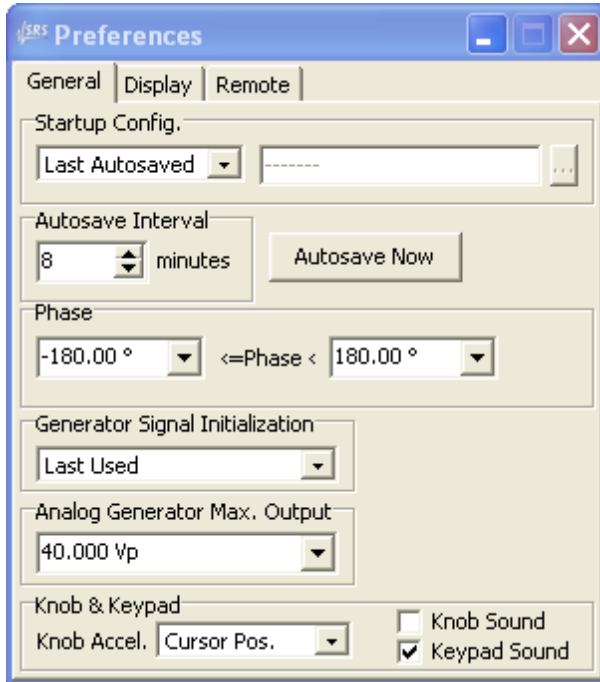 SRS Preferences
General Display Remote
Startup Config.
Last Autosaved -------  ...
Autosave Interval
8 minutes Autosave Now
Phase
-180.00 ° <=Phase < 180.00 °
Generator Signal Initialization
Last Used
Analog Generator Max. Output
40.000 Vp
Knob & Keypad
Knob Accel. Cursor Pos. Knob Sound
Keypad Sound